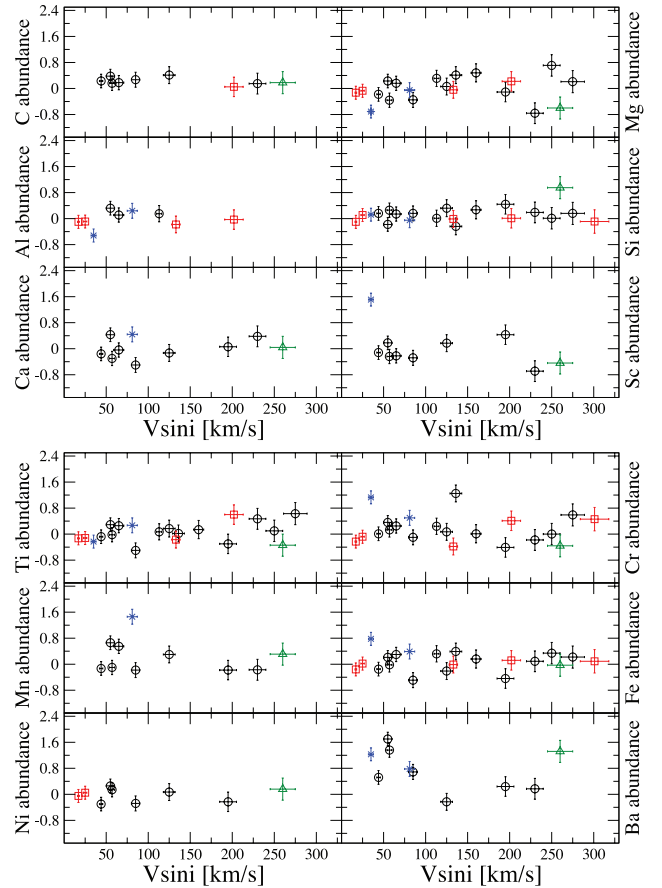 2.4
1.6
0.8
0
-0.8
C abundance
Mg abundance
2.4
1.6
0.8
0
-0.8
Al abundance
Si abundance
2.4
1.6
0.8
0
-0.8
Ca abundance
Sc abundance
50 100 150 200 250 300 50 100 150 200 250 300
Vsini [km/s] Vsini [km/s]
2.4
1.6
0.8
0
-0.8
Ti abundance
Cr abundance
2.4
1.6
0.8
0
-0.8
Mn abundance
Fe abundance
2.4
1.6
0.8
0
-0.8
Ni abundance
Ba abundance
50 100 150 200 250 300 50 100 150 200 250 300
Vsini [km/s] Vsini [km/s]